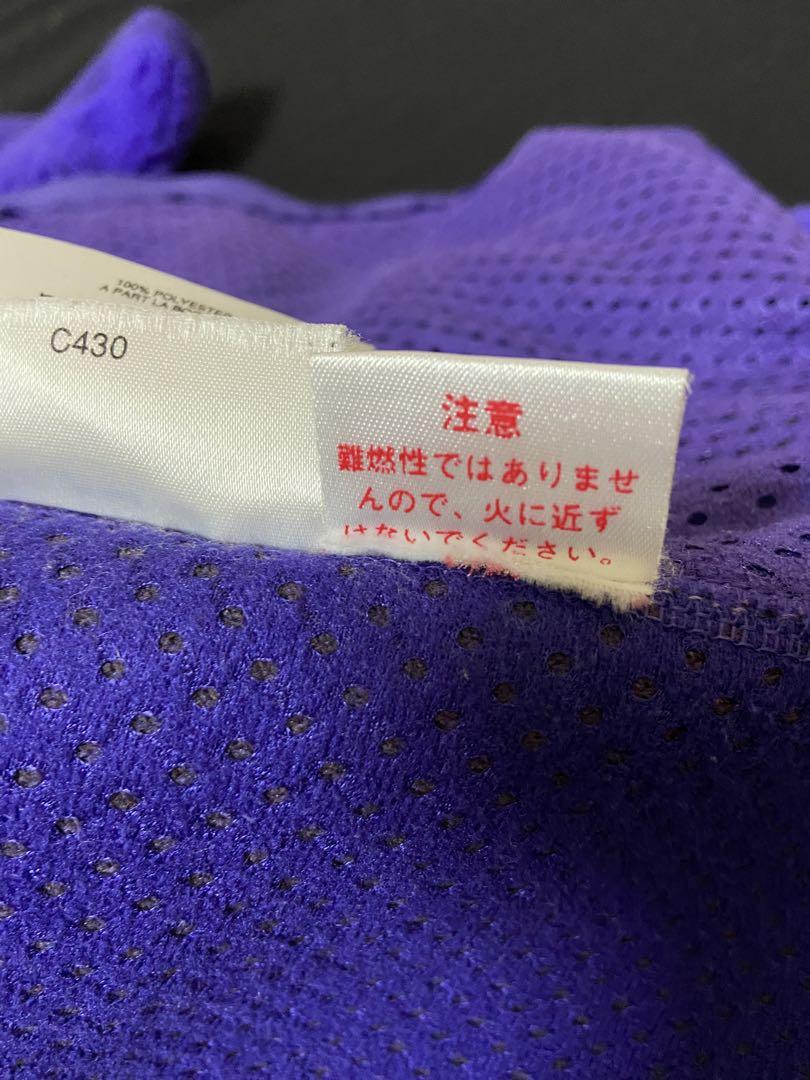 100% POLYESTER
A PART LA
C430
注意
難燃性ではありませ
んので、火に近ず
けないでください。